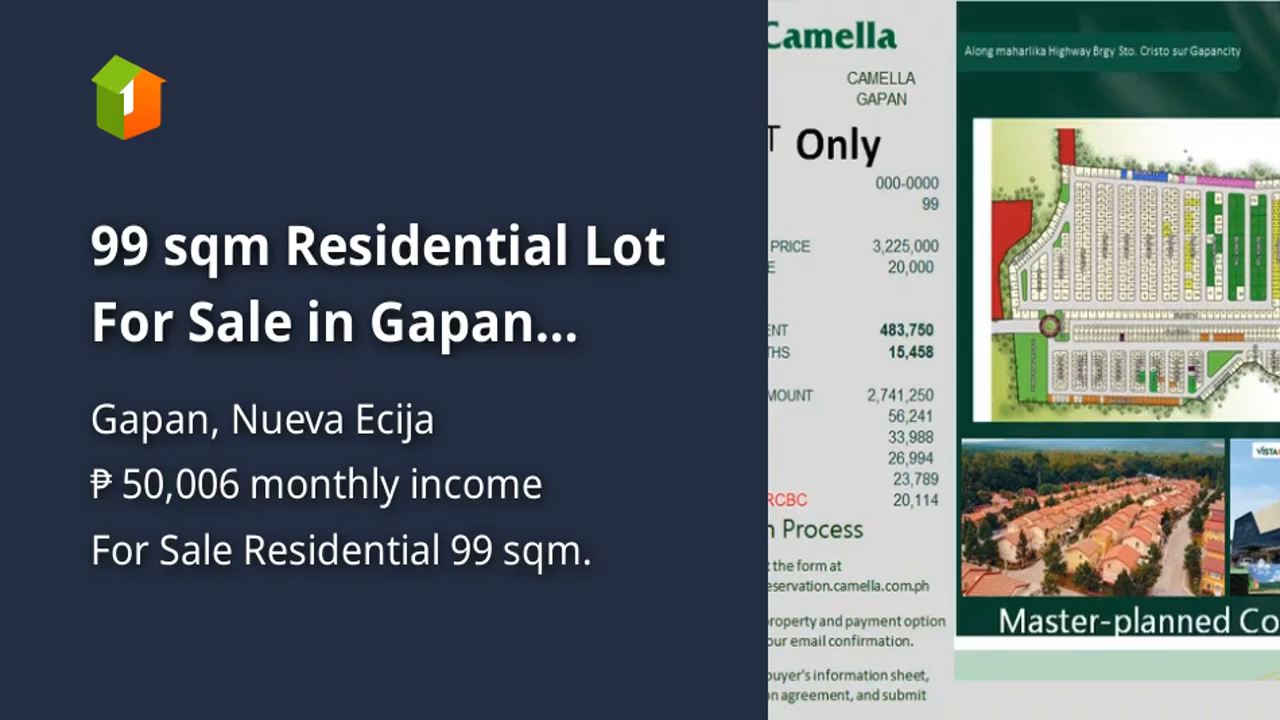 99 sqm Residential Lot
For Sale in Gapan...
Gapan, Nueva Ecija
₱ 50,006 monthly income
For Sale Residential 99 sqm.
Camella
CAMELLA
GAPAN
Only
000-0000
99
PRICE 3,225,000
20,000
483,750
15,458
2,741,250
56,241
33,988
26,994
23,789
RCBC 20,114
Process
the form at
eservation.camella.com.ph
roperty and payment option
our email confirmation.
buyer's information sheet,
agreement, and submit
Along maharlika Highway Brgy Sto. Cristo sur Gapancity
VISTA
Master-planned Co